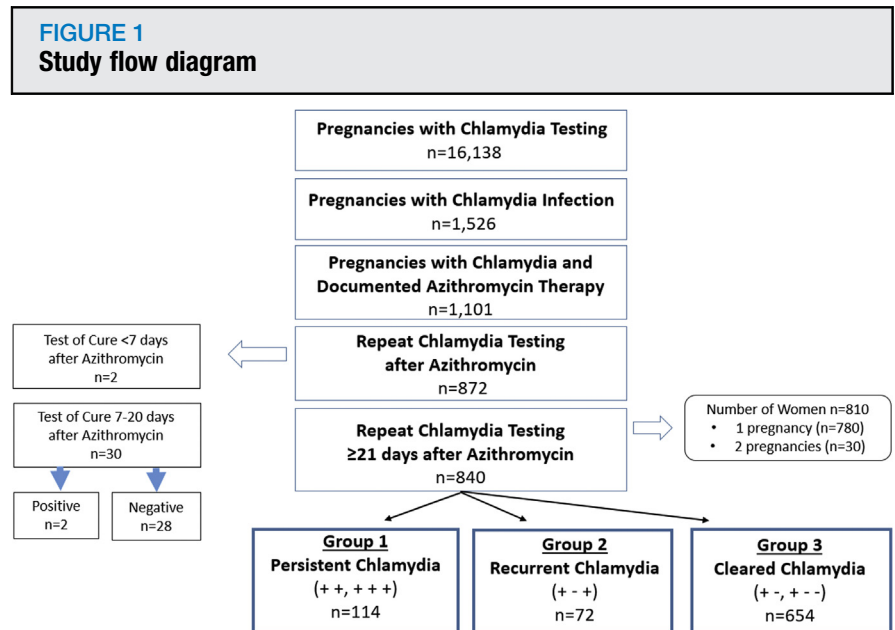 FIGURE 1
Study flow diagram
Pregnancies with Chlamydia Testing
n=16,138
Pregnancies with Chlamydia Infection
n=1,526
Pregnancies with Chlamydia and
Documented Azithromycin Therapy
n=1,101
Repeat Chlamydia Testing
after Azithromycin
n=872
Test of Cure <7 days
after Azithromycin
n=2
Test of Cure 7-20 days
after Azithromycin
n=30
Positive
n=2
Negative
n=28
Repeat Chlamydia Testing
≥21 days after Azithromycin
n=840
Number of Women n=810
• 1 pregnancy (n=780)
• 2 pregnancies (n=30)
Group 1
Persistent Chlamydia
(+ +, + + +)
n=114
Group 2
Recurrent Chlamydia
(+ - +)
n=72
Group 3
Cleared Chlamydia
(+ -, + - -)
n=654